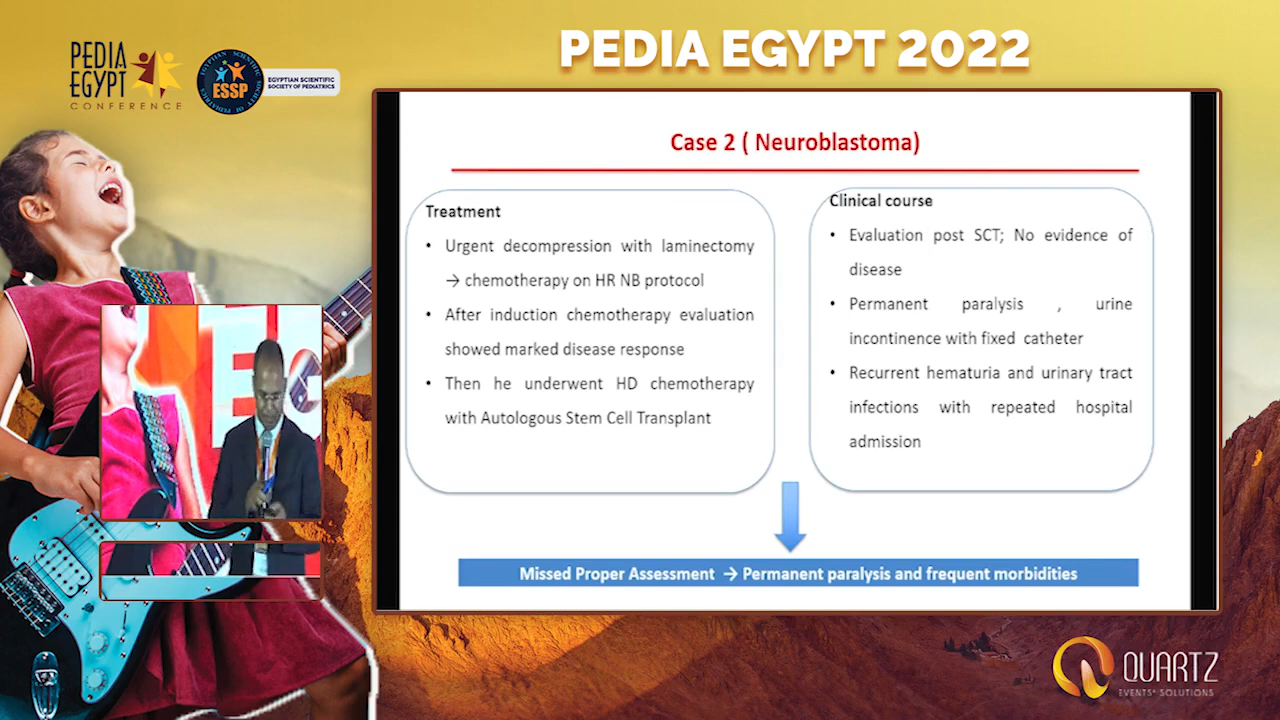 PEDIA EGYPT 2022
PEDIA
EGYPT
CONFERENCE
ESSP
EGYPTIAN SCIENTIFIC
SOCIETY OF PEDIATRICS
Case 2 ( Neuroblastoma)
Treatment
• Urgent decompression with laminectomy
→ chemotherapy on HR NB protocol
• After induction chemotherapy evaluation
showed marked disease response
• Then he underwent HD chemotherapy
with Autologous Stem Cell Transplant
Clinical course
• Evaluation post SCT; No evidence of
disease
• Permanent paralysis , urine
incontinence with fixed catheter
• Recurrent hematuria and urinary tract
infections with repeated hospital
admission
Missed Proper Assessment → Permanent paralysis and frequent morbidities
QUARTZ
EVENTS' SOLUTIONS